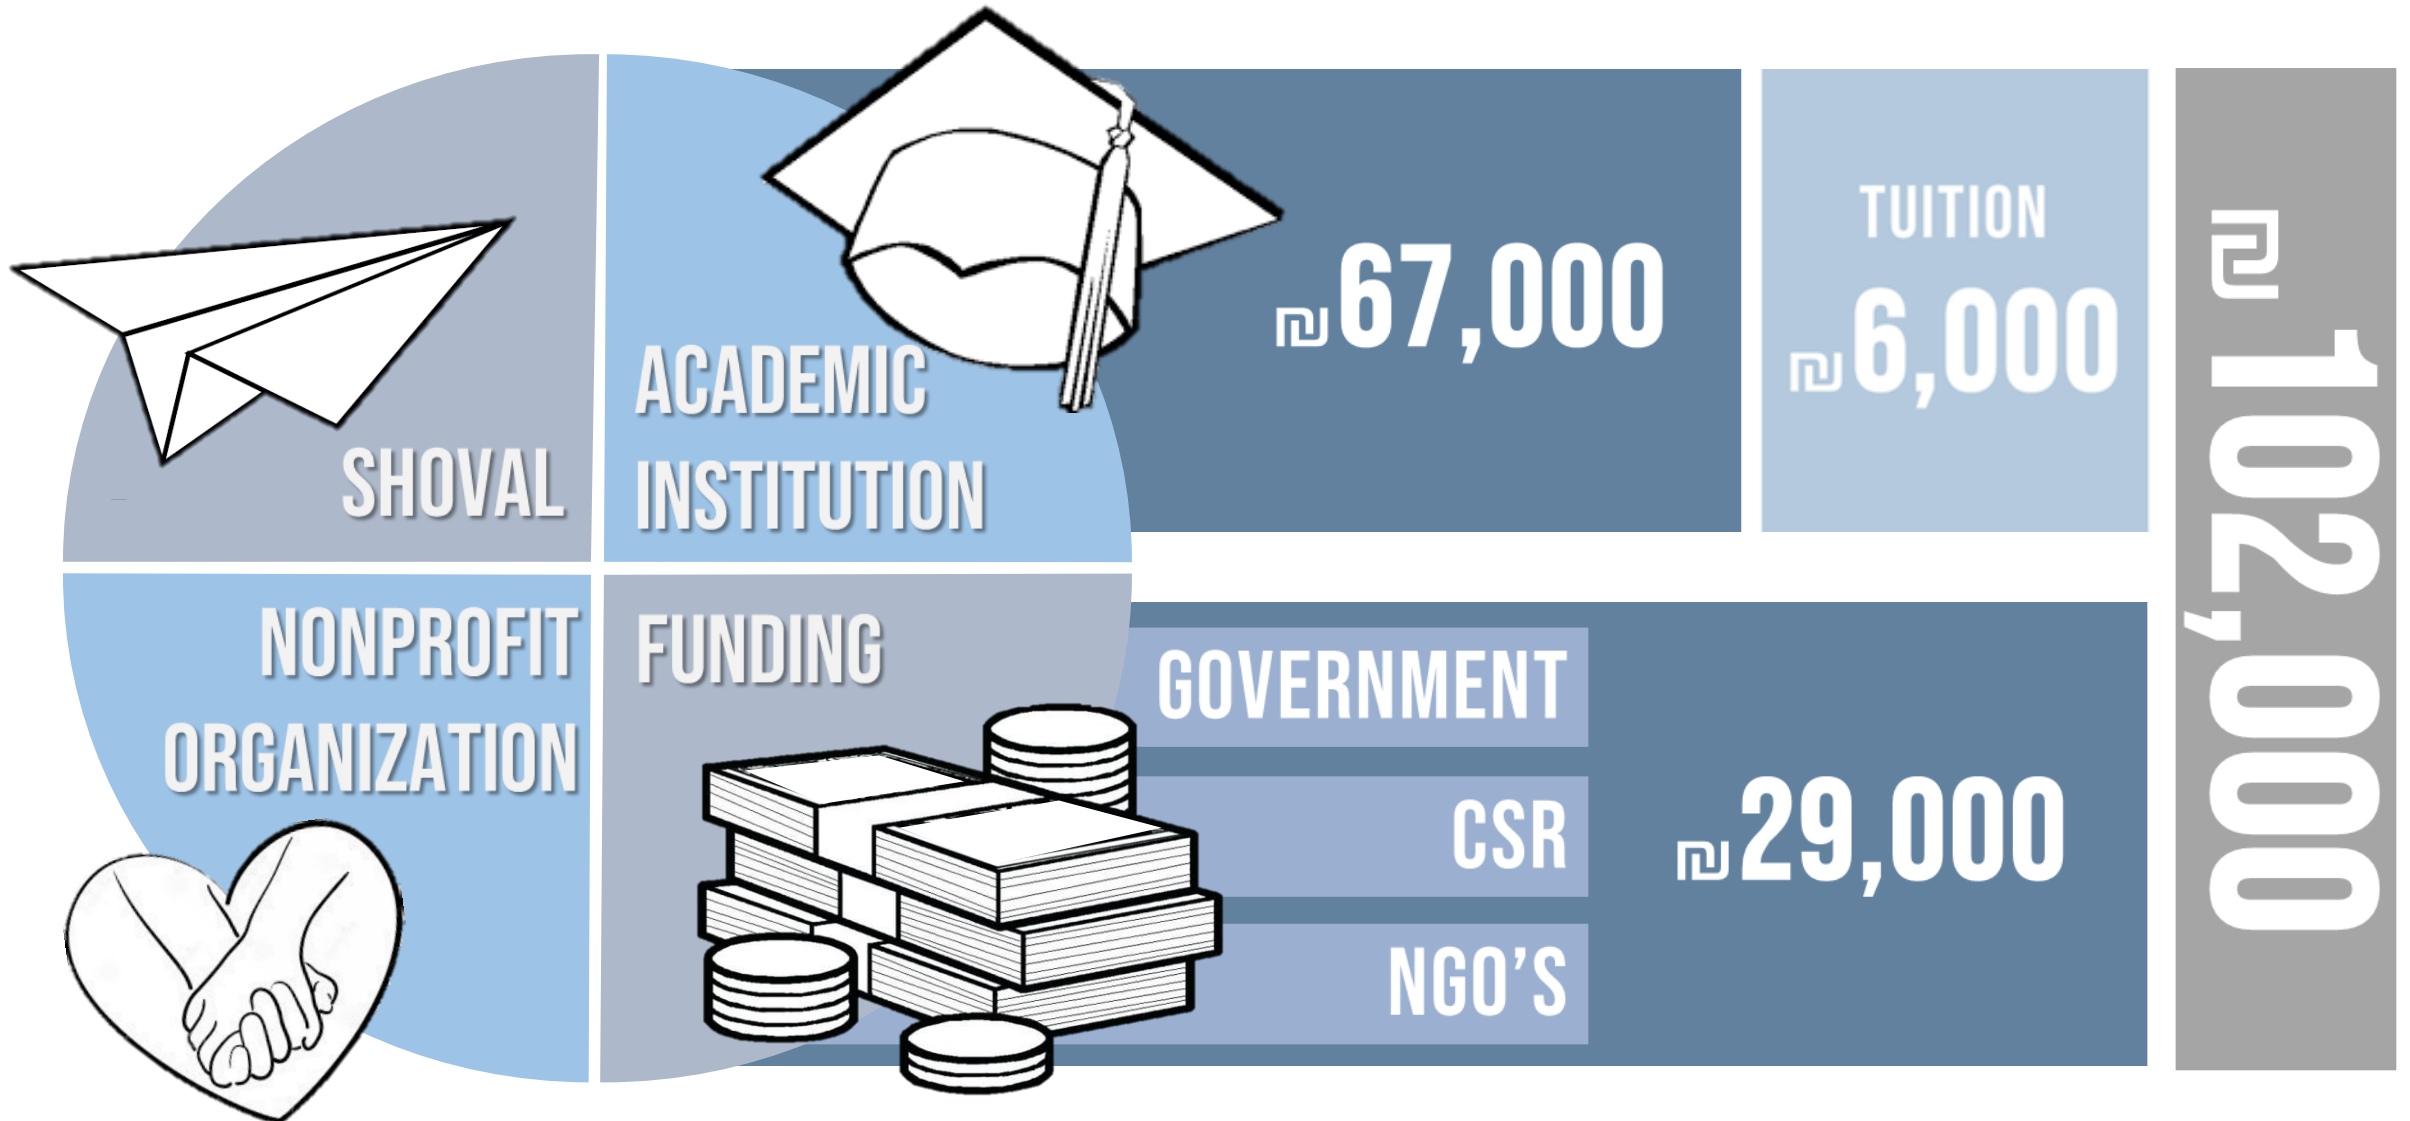 SHOVAL
ACADEMIC
INSTITUTION
₪67,000
TUITION
₪6,000
NONPROFIT
ORGANIZATION
FUNDING
GOVERNMENT
CSR
NGO’S
₪29,000
₪ 102,000